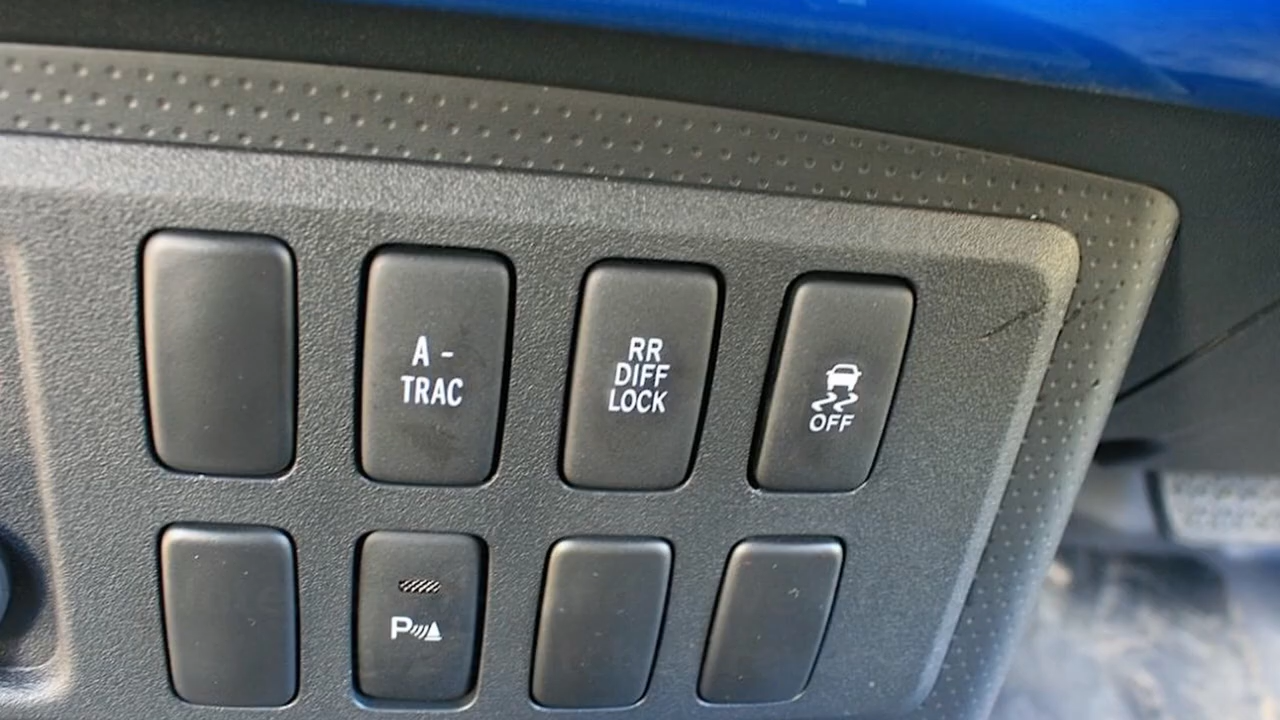 A -
TRAC
RR
DIFF
LOCK
OFF
P